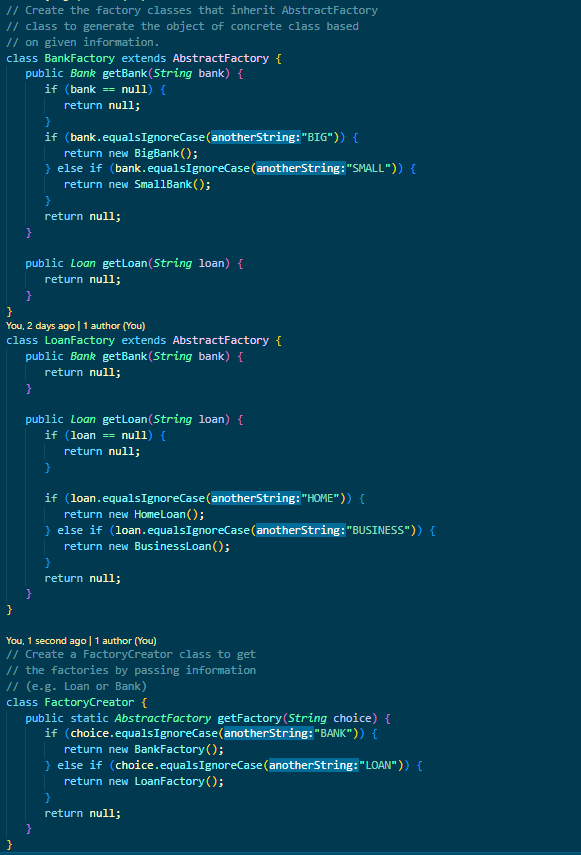 // Create the factory classes that inherit AbstractFactory
// class to generate the object of concrete class based
// on given information.
class BankFactory extends AbstractFactory {
   public Bank getBank(String bank) {
      if (bank == null) {
         return null;
      }
      if (bank.equalsIgnoreCase(anotherString:"BIG")) {
         return new BigBank();
      } else if (bank.equalsIgnoreCase(anotherString:"SMALL")) {
         return new SmallBank();
      }
      return null;
   }

   public Loan getLoan(String loan) {
      return null;
   }
}
You, 2 days ago | 1 author (You)
class LoanFactory extends AbstractFactory {
   public Bank getBank(String bank) {
      return null;
   }

   public Loan getLoan(String loan) {
      if (loan == null) {
         return null;
      }

      if (loan.equalsIgnoreCase(anotherString:"HOME")) {
         return new HomeLoan();
      } else if (loan.equalsIgnoreCase(anotherString:"BUSINESS")) {
         return new BusinessLoan();
      }
      return null;
   }
}

You, 1 second ago | 1 author (You)
// Create a FactoryCreator class to get
// the factories by passing information
// (e.g. Loan or Bank)
class FactoryCreator {
   public static AbstractFactory getFactory(String choice) {
      if (choice.equalsIgnoreCase(anotherString:"BANK")) {
         return new BankFactory();
      } else if (choice.equalsIgnoreCase(anotherString:"LOAN")) {
         return new LoanFactory();
      }
      return null;
   }
}